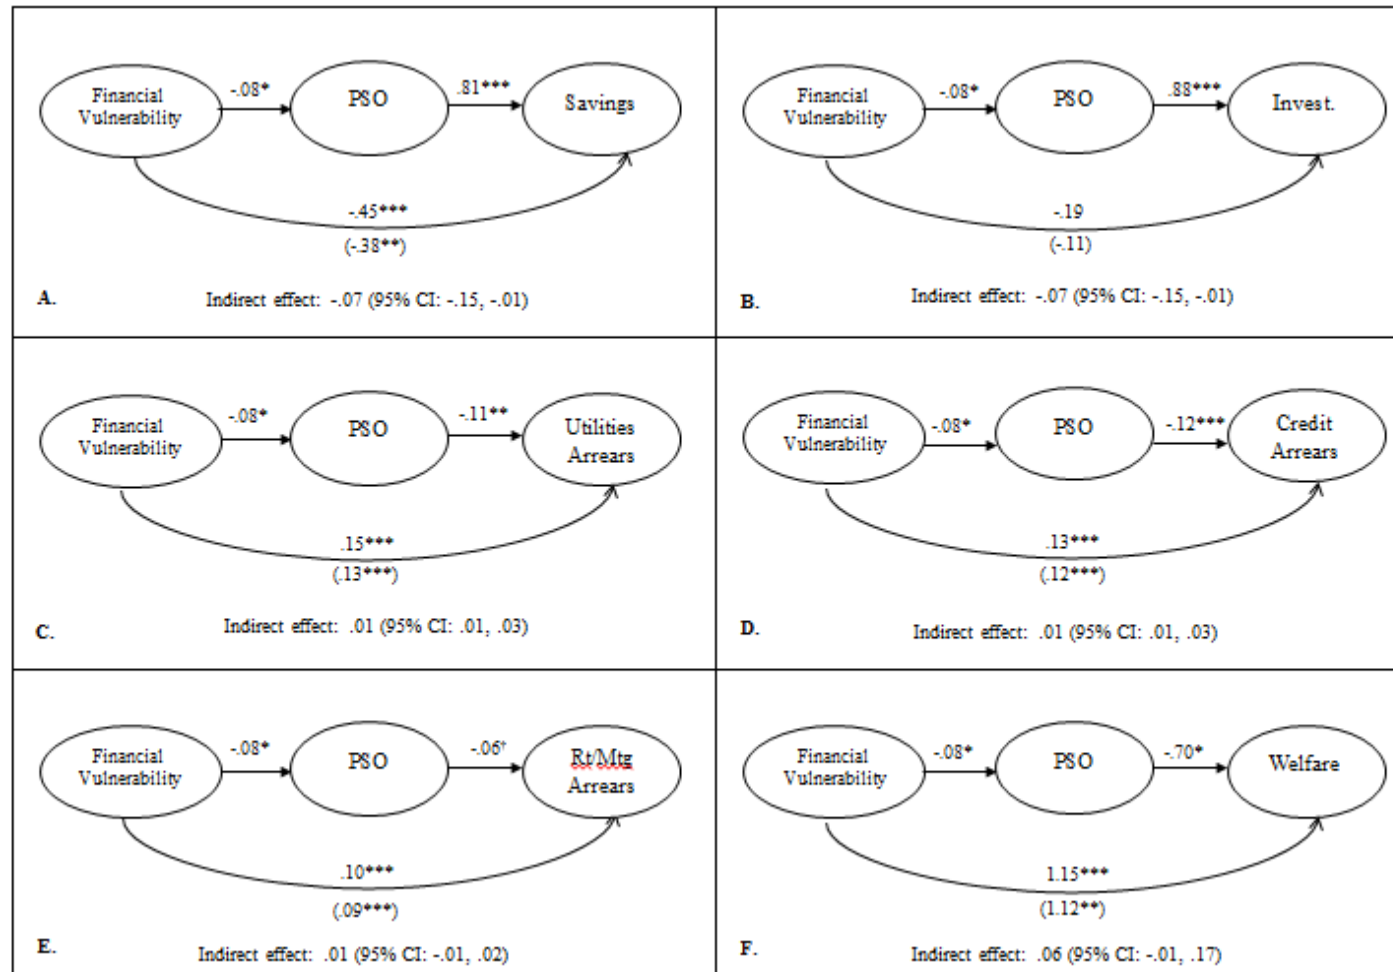 Financial
Vulnerability
-.08*
PSO
.81***
Savings
-.45***
(-.38**)
A.
Indirect effect: -.07 (95% CI: -.15, -.01)
Financial
Vulnerability
-.08*
PSO
.88***
Invest.
-.19
(-.11)
B.
Indirect effect: -.07 (95% CI: -.15, -.01)
Financial
Vulnerability
-.08*
PSO
-.11**
Utilities
Arrears
.15***
(.13***)
C.
Indirect effect: .01 (95% CI: .01, .03)
Financial
Vulnerability
-.08*
PSO
-.12***
Credit
Arrears
.13***
(.12***)
D.
Indirect effect: .01 (95% CI: .01, .03)
Financial
Vulnerability
-.08*
PSO
-.06†
Rt/Mtg
Arrears
.10***
(.09***)
E.
Indirect effect: .01 (95% CI: -.01, .02)
Financial
Vulnerability
-.08*
PSO
-.70*
Welfare
1.15***
(1.12**)
F.
Indirect effect: .06 (95% CI: -.01, .17)